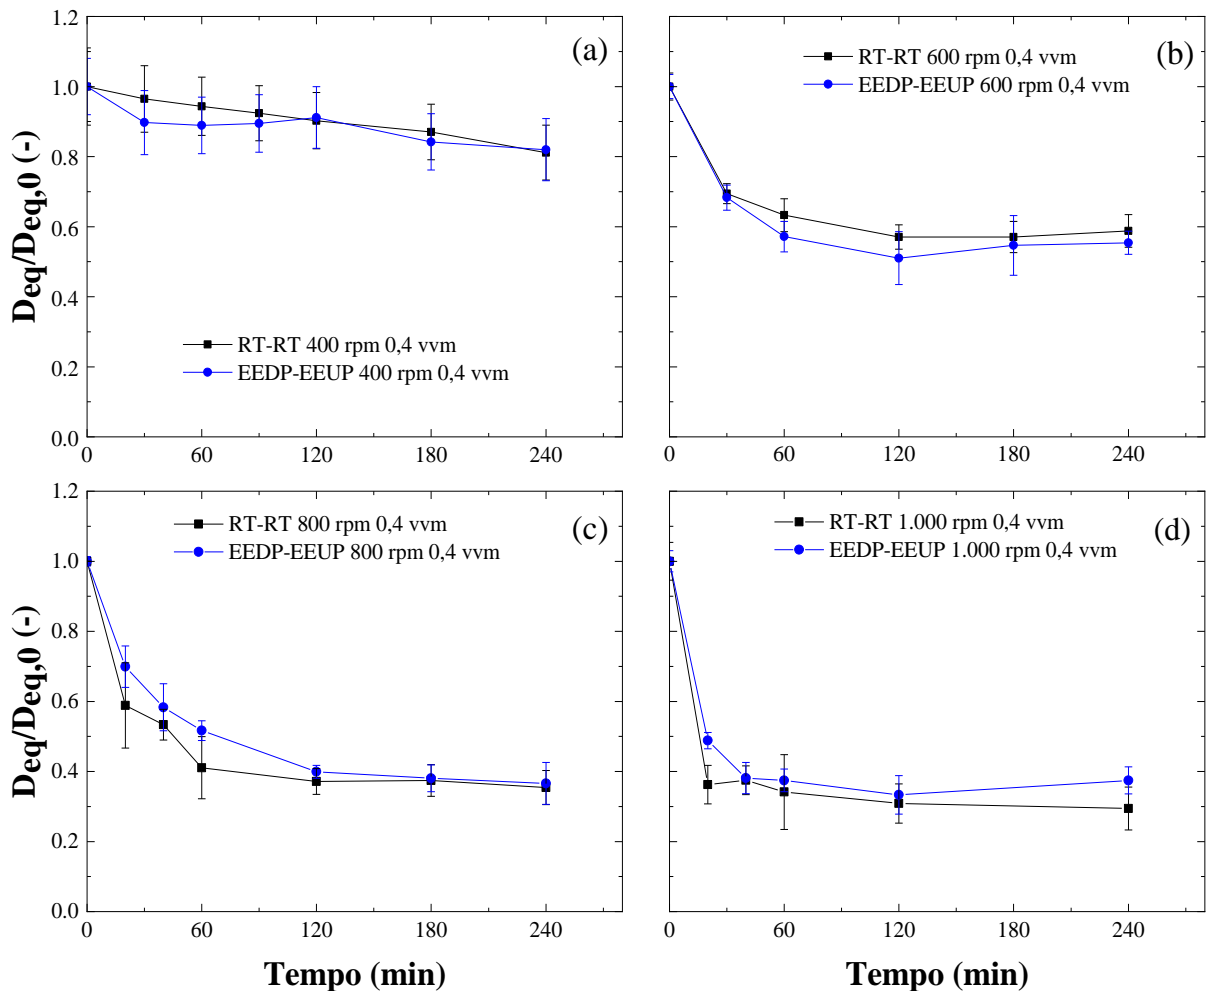 (a)
Deq/Deq,0 (-)
1.2
1.0
0.8
0.6
0.4
0.2
0.0
RT-RT 400 rpm 0,4 vvm
EEDP-EEUP 400 rpm 0,4 vvm
0 60 120 180 240
(b)
RT-RT 600 rpm 0,4 vvm
EEDP-EEUP 600 rpm 0,4 vvm
0 60 120 180 240
(c)
Deq/Deq,0 (-)
1.2
1.0
0.8
0.6
0.4
0.2
0.0
RT-RT 800 rpm 0,4 vvm
EEDP-EEUP 800 rpm 0,4 vvm
0 60 120 180 240
Tempo (min)
(d)
RT-RT 1.000 rpm 0,4 vvm
EEDP-EEUP 1.000 rpm 0,4 vvm
0 60 120 180 240
Tempo (min)